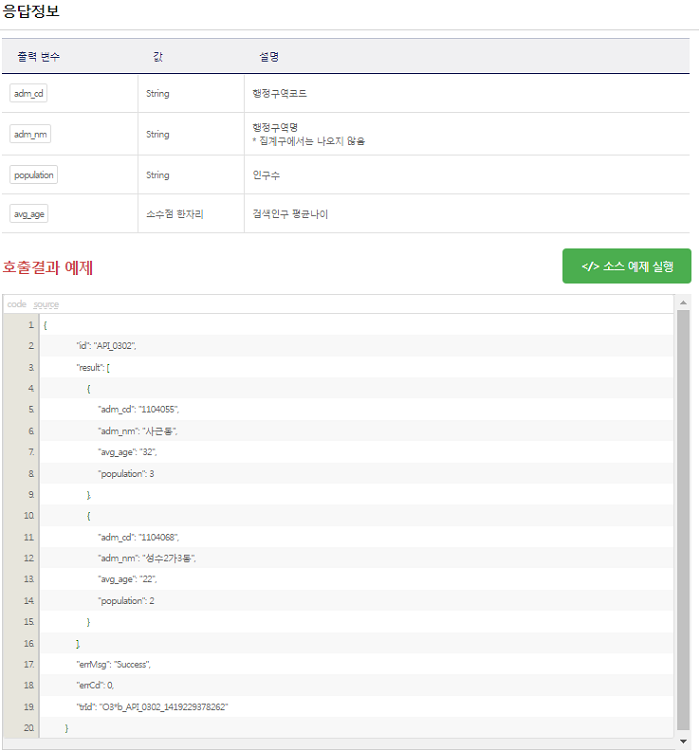 응답정보
출력 변수 값 설명
adm_cd String 행정구역코드
adm_nm String 행정구역명
* 집계구에서는 나오지 않음
population String 인구수
avg_age 소수점 한자리 검색인구 평균나이
호출결과 예제
</> 소스 예제 실행
code source
1. {
2. "id": "API_0302",
3. "result": [
4. {
5. "adm_cd": "1104055",
6. "adm_nm": "사근동",
7. "avg_age": "32",
8. "population": 3
9. },
10. {
11. "adm_cd": "1104068",
12. "adm_nm": "성수2가3동",
13. "avg_age": "22",
14. "population": 2
15. }
16. ],
17. "errMsg": "Success",
18. "errCd": 0,
19. "trId": "O3*b_API_0302_1419229378262"
20. }